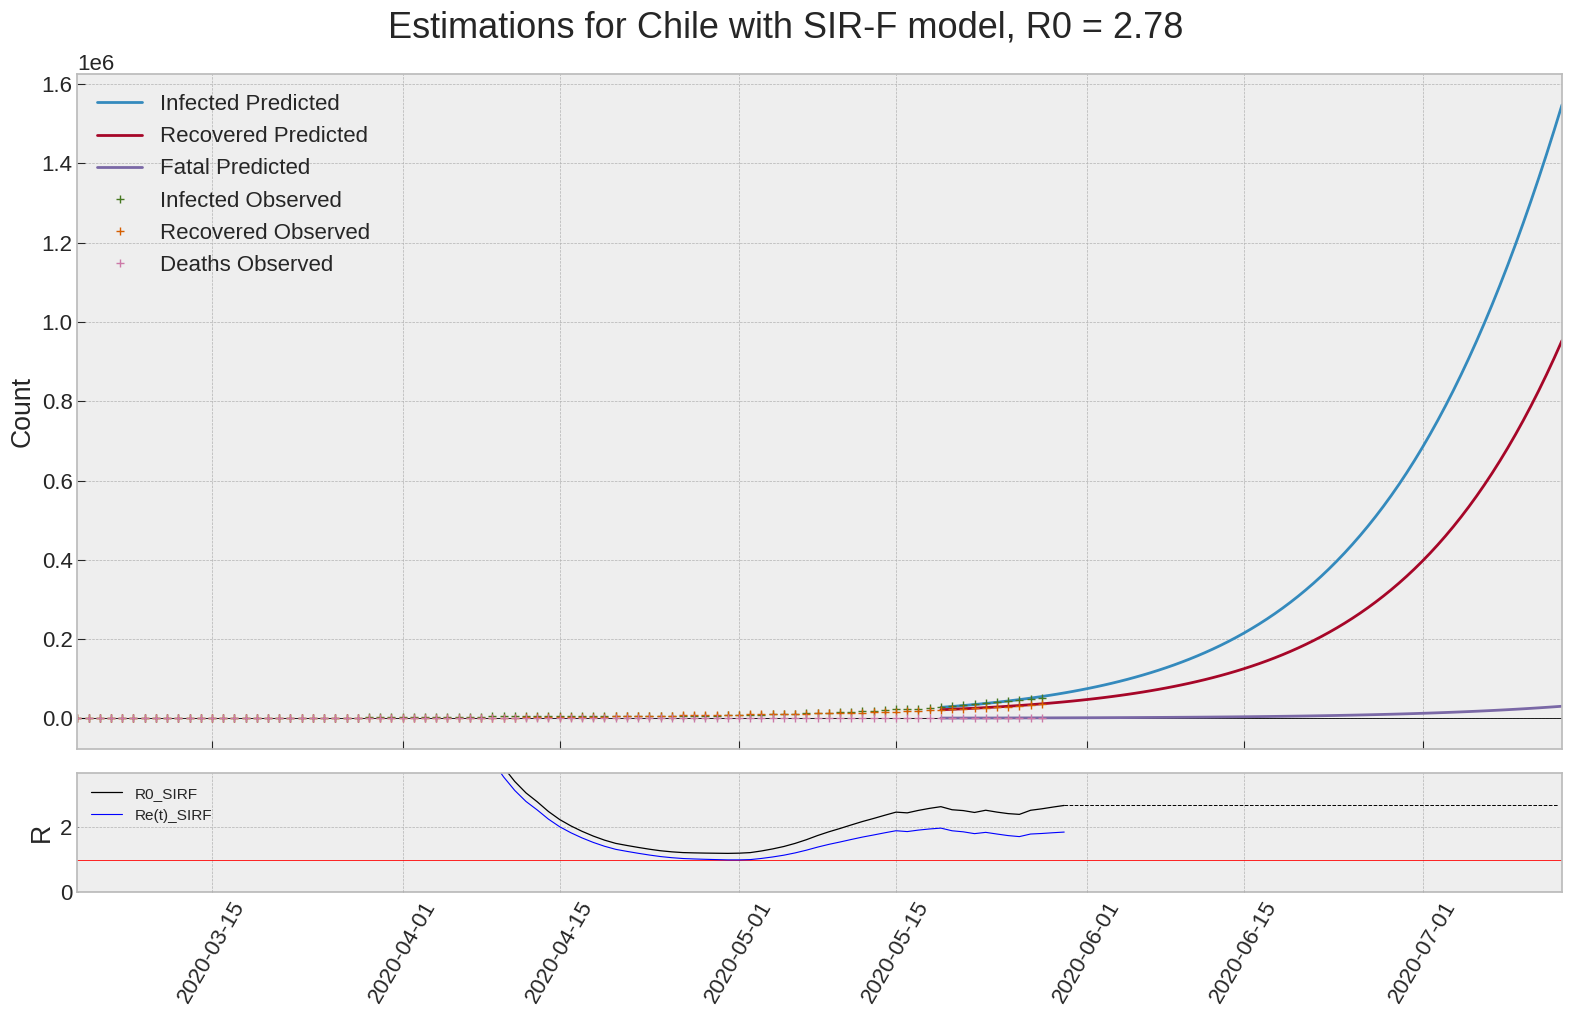 Estimations for Chile with SIR-F model, R0 = 2.78
1e6
1.6
1.4
1.2
1.0
0.8
0.6
0.4
0.2
0.0
Count
Infected Predicted
Recovered Predicted
Fatal Predicted
Infected Observed
Recovered Observed
Deaths Observed
R0_SIRF
Re(t)_SIRF
R
2
0
2020-03-15
2020-04-01
2020-04-15
2020-05-01
2020-05-15
2020-06-01
2020-06-15
2020-07-01